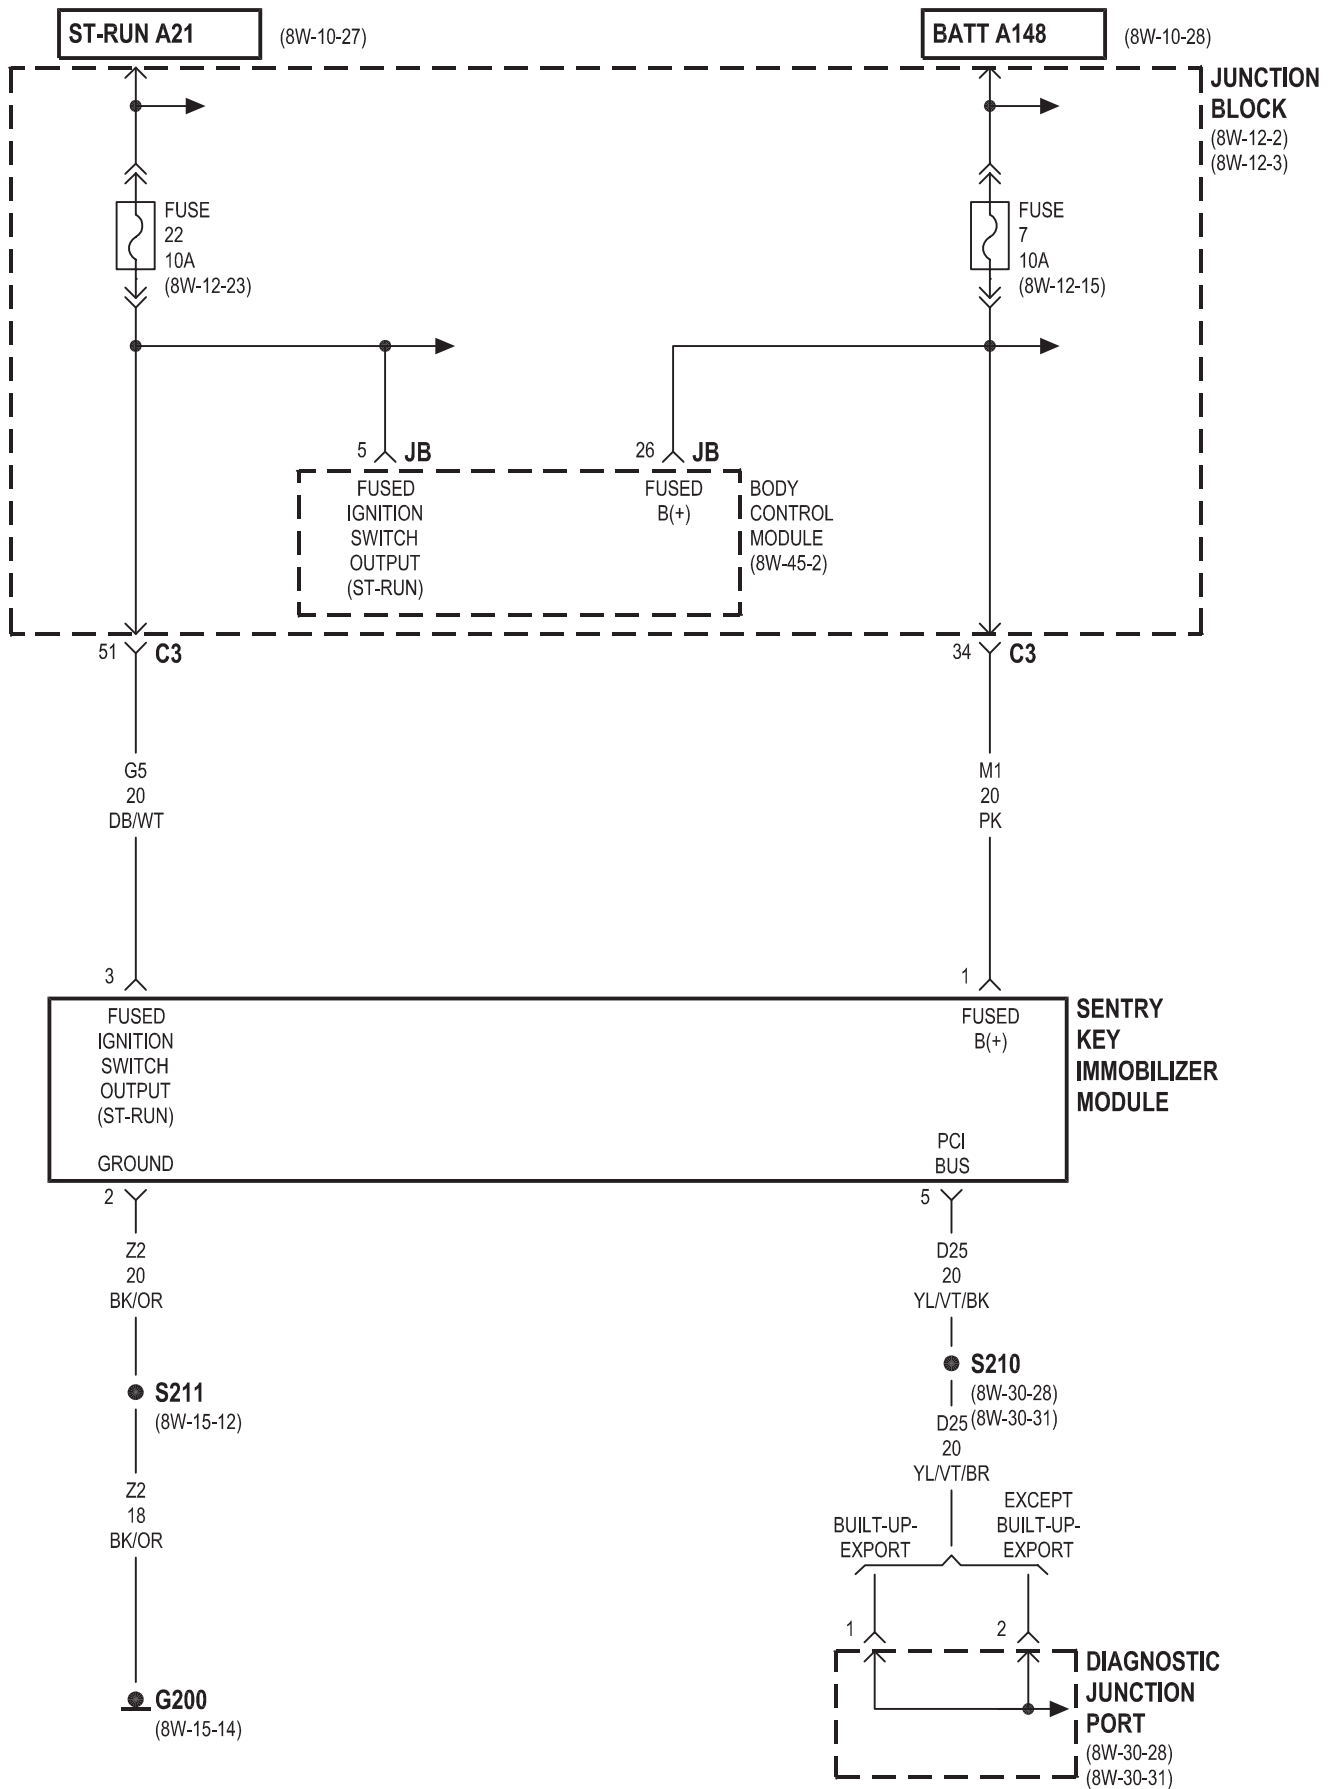 ST-RUN A21
(8W-10-27)
BATT A148
(8W-10-28)
JUNCTION
BLOCK
(8W-12-2)
(8W-12-3)
FUSE
22
10A
(8W-12-23)
FUSE
7
10A
(8W-12-15)
5
JB
26
JB
FUSED
IGNITION
SWITCH
OUTPUT
(ST-RUN)
FUSED
B(+)
BODY
CONTROL
MODULE
(8W-45-2)
51
C3
34
C3
G5
20
DB/WT
M1
20
PK
3
1
FUSED
IGNITION
SWITCH
OUTPUT
(ST-RUN)
FUSED
B(+)
SENTRY
KEY
IMMOBILIZER
MODULE
GROUND
PCI
BUS
2
5
Z2
20
BK/OR
D25
20
YL/VT/BK
S211
(8W-15-12)
S210
(8W-30-28)
(8W-30-31)
Z2
18
BK/OR
D25
20
YL/VT/BR
BUILT-UP-
EXPORT
EXCEPT
BUILT-UP-
EXPORT
1
2
G200
(8W-15-14)
DIAGNOSTIC
JUNCTION
PORT
(8W-30-28)
(8W-30-31)